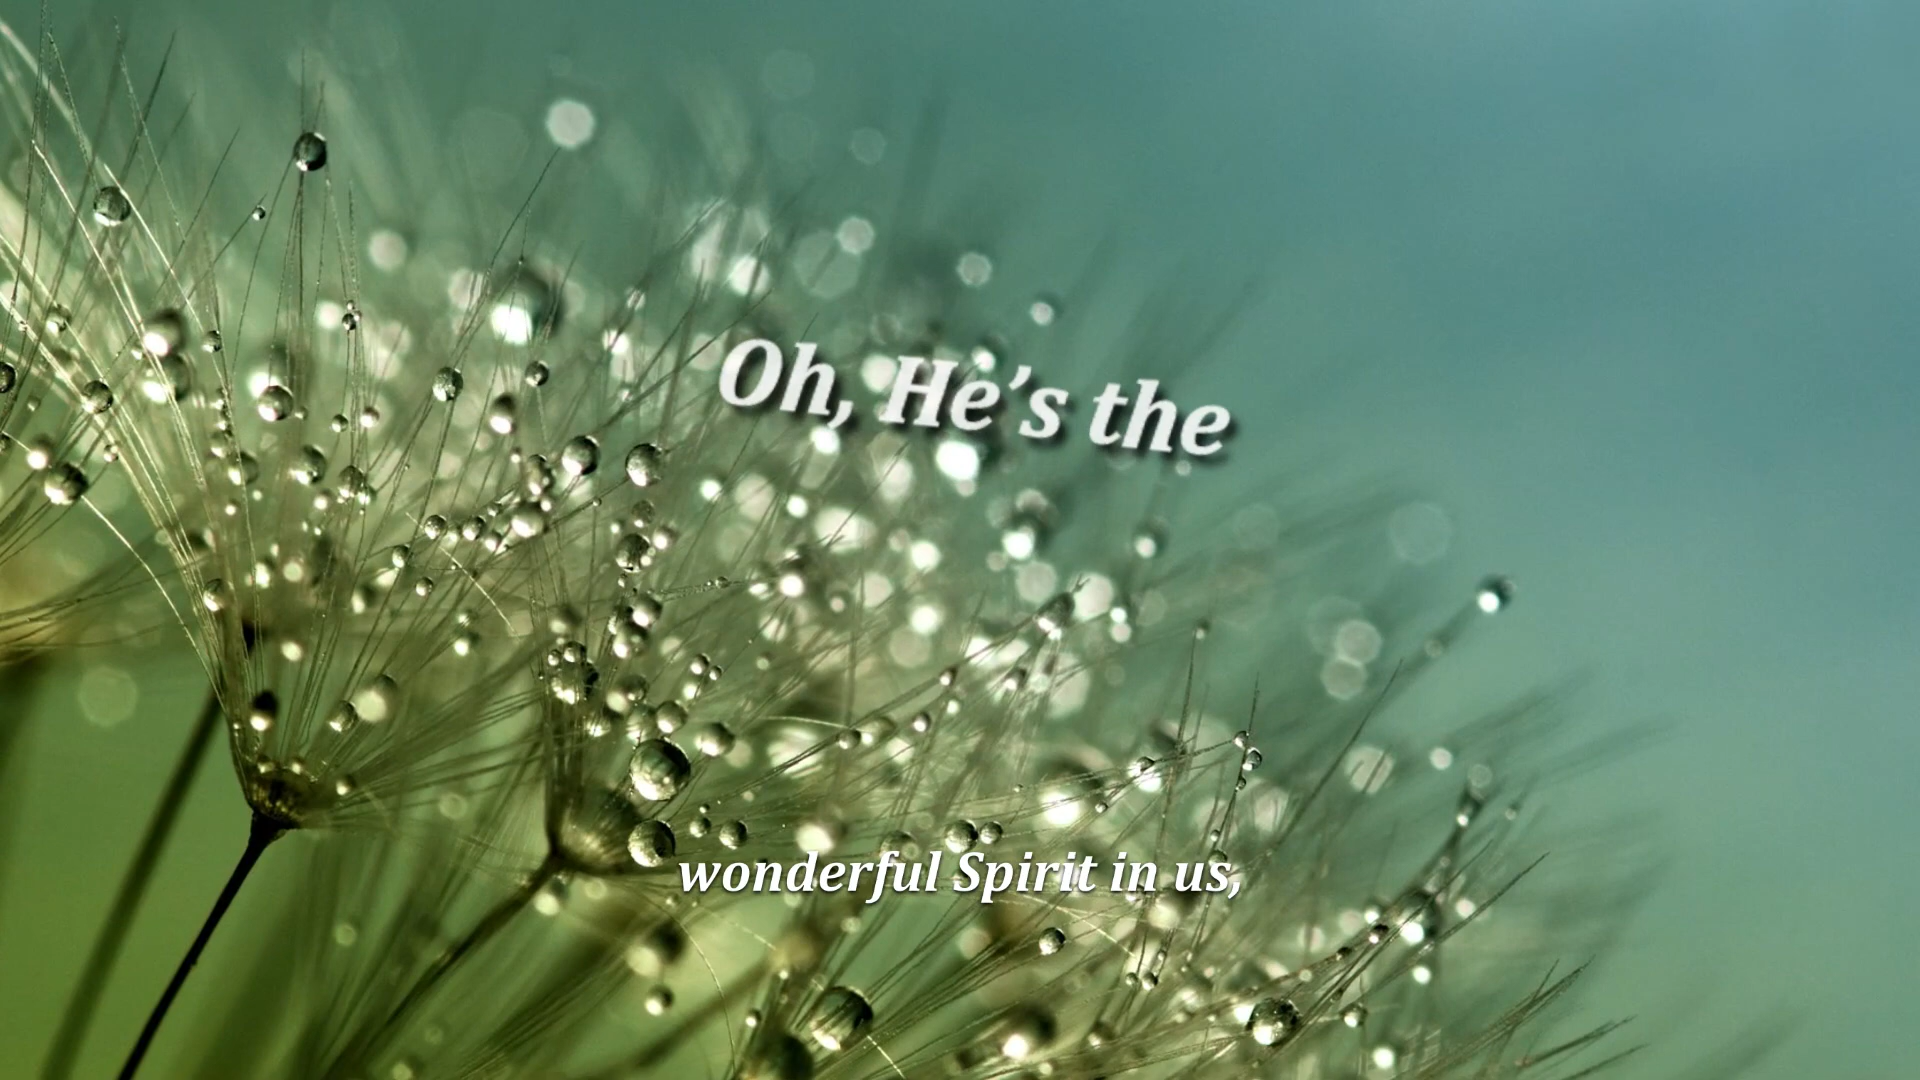 Oh, He’s the
wonderful Spirit in us,